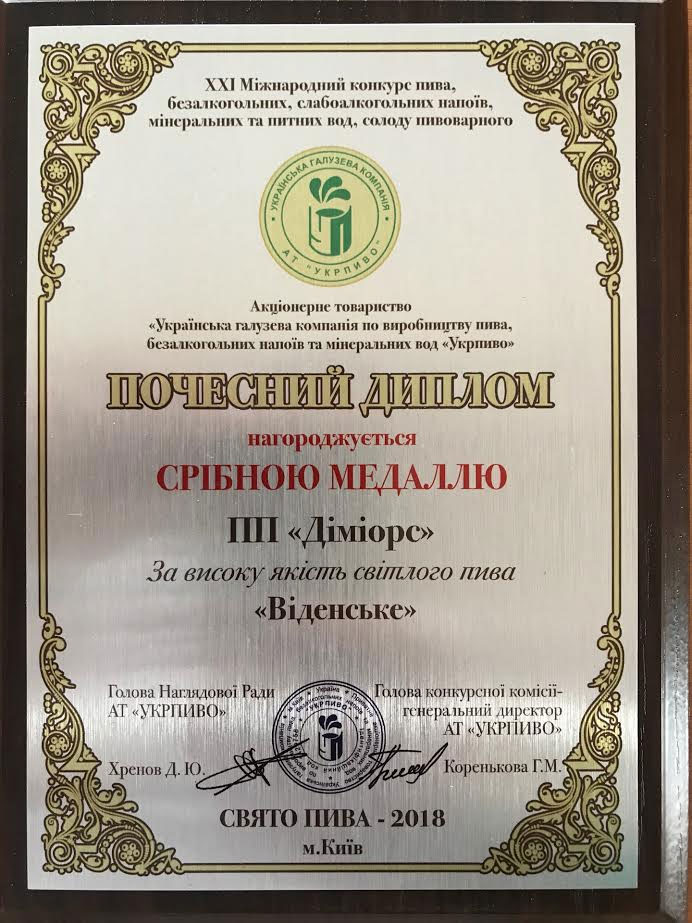 XXI Міжнародний конкурс пива,
безалкогольних, слабоалкогольних напоїв,
мінеральних та питних вод, солоду пивоварного
УКРАЇНСЬКА ГАЛУЗЕВА КОМПАНІЯ
АТ "УКРПИВО"
Акціонерне товариство
«Українська галузева компанія по виробництву пива,
безалкогольних напоїв та мінеральних вод «Укрпиво»
ПОЧЕСНИЙ ДИПЛОМ
нагороджується
СРІБНОЮ МЕДАЛЛЮ
ПП «Діміорс»
За високу якість світлого пива
«Віденське»
Голова Наглядової Ради
АТ «УКРПИВО»
Хренов Д. Ю.
Україна
"УКРПИВО"
Голова конкурсної комісії-
генеральний директор
АТ «УКРПИВО»
Коренькова Г.М.
СВЯТО ПИВА - 2018
м.Київ